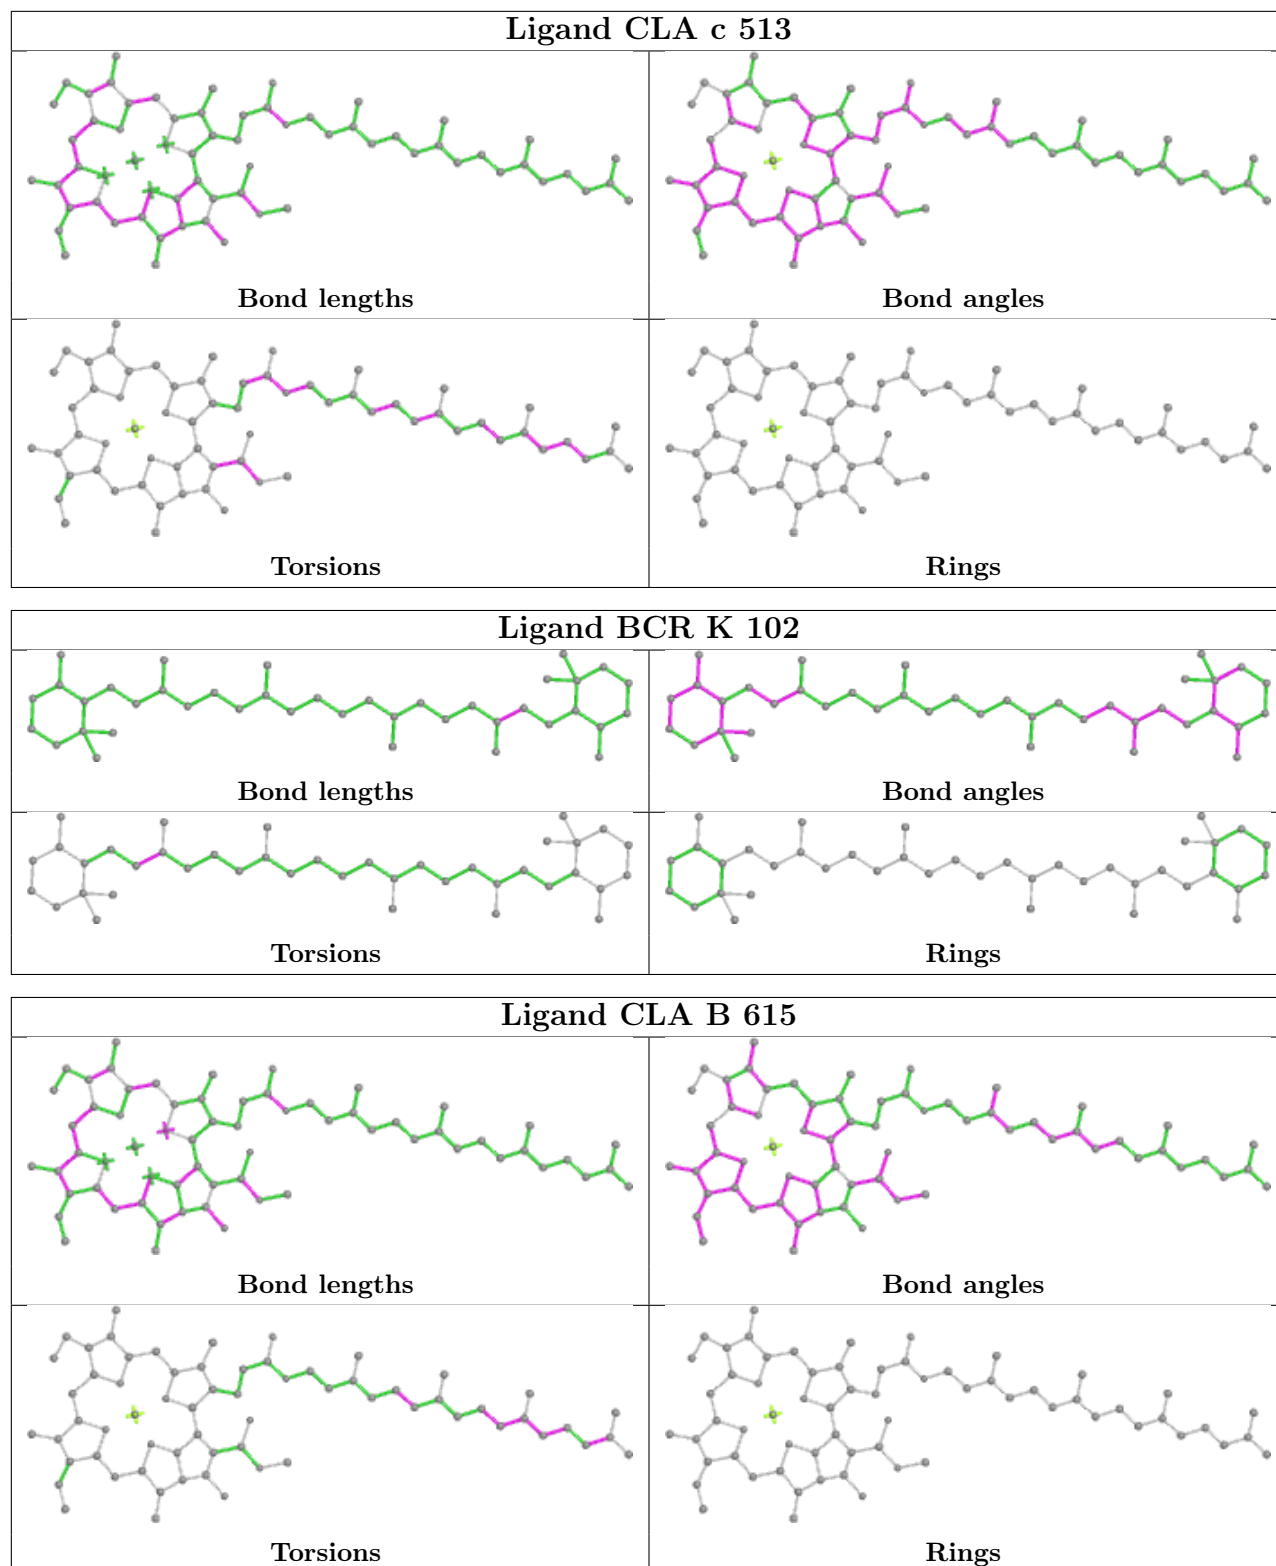 Ligand CLA c 513
Bond lengths
Bond angles
Torsions
Rings
Ligand BCR K 102
Bond lengths
Bond angles
Torsions
Rings
Ligand CLA B 615
Bond lengths
Bond angles
Torsions
Rings